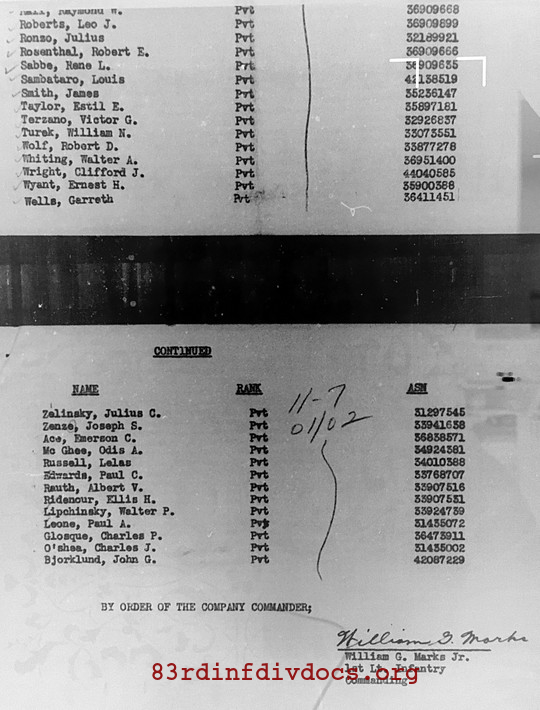 Raymond W. Pvt 36909668
Roberts, Leo J. Pvt 36909899
Ronzo, Julius Pvt 32189921
Rosenthal, Robert E. Pvt 36909666
Sabbe, Rene L. Pvt 36909635
Sambataro, Louis Pvt 42138519
Smith, James Pvt 35236147
Taylor, Estil E. Pvt 35897181
Terzano, Victor G. Pvt 32926837
Turek, William N. Pvt 33073551
Wolf, Robert D. Pvt 33877278
Whiting, Walter A. Pvt 36951400
Wright, Clifford J. Pvt 44040585
Wyant, Ernest H. Pvt 35900388
Wells, Garreth Pvt 36411451
CONTINUED
NAME RANK ASN
11-7
01/02
Zelinsky, Julius C. Pvt 31297545
Zenze, Joseph S. Pvt 33941638
Ace, Emerson C. Pvt 36838571
Mc Ghee, Odis A. Pvt 34924381
Russell, Lelas Pvt 34010388
Edwards, Paul C. Pvt 33768707
Rauth, Albert V. Pvt 33907516
Ridenour, Ellis H. Pvt 33907531
Lipchinsky, Walter P. Pvt 33924739
Leone, Paul A. Pvt 31435072
Glosque, Charles P. Pvt 36473911
O'shea, Charles J. Pvt 31435002
Bjorklund, John G. Pvt 42087229
BY ORDER OF THE COMPANY COMMANDER;
William G. Marks
William G. Marks Jr.
1st Lt. Infantry
Commanding
83rdinfdivdocs.org